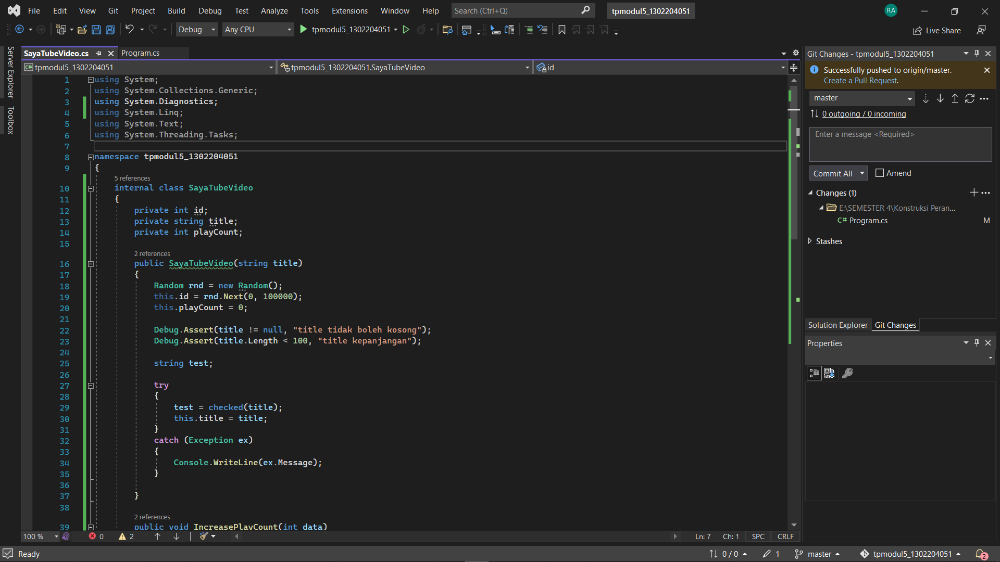 File Edit View Git Project Build Debug Test Analyze Tools Extensions Window Help Search (Ctrl+Q) tpmodul5_1302204051 RA
Debug Any CPU tpmodul5_1302204051 Live Share
Server Explorer
Toolbox
SayaTubeVideo.cs Program.cs
C# tpmodul5_1302204051 tpmodul5_1302204051.SayaTubeVideo id
1 using System;
2 using System.Collections.Generic;
3 using System.Diagnostics;
4 using System.Linq;
5 using System.Text;
6 using System.Threading.Tasks;
7
8 namespace tpmodul5_1302204051
9 {
5 references
10 internal class SayaTubeVideo
11 {
12 private int id;
13 private string title;
14 private int playCount;
15
2 references
16 public SayaTubeVideo(string title)
17 {
18 Random rnd = new Random();
19 this.id = rnd.Next(0, 100000);
20 this.playCount = 0;
21
22 Debug.Assert(title != null, "title tidak boleh kosong");
23 Debug.Assert(title.Length < 100, "title kepanjangan");
24
25 string test;
26
27 try
28 {
29 test = checked(title);
30 this.title = title;
31 }
32 catch (Exception ex)
33 {
34 Console.WriteLine(ex.Message);
35 }
36
37 }
38
2 references
39 public void IncreasePlayCount(int data)
100 % 0 2 Ln: 7 Ch: 1 SPC CRLF
Git Changes - tpmodul5_1302204051
Successfully pushed to origin/master.
Create a Pull Request.
master
0 outgoing / 0 incoming
Enter a message <Required>
Commit All Amend
Changes (1)
E:\SEMESTER 4\Konstruksi Peran...
C# Program.cs M
Stashes
Solution Explorer Git Changes
Properties
Ready 0 / 0 1 master tpmodul5_1302204051 2